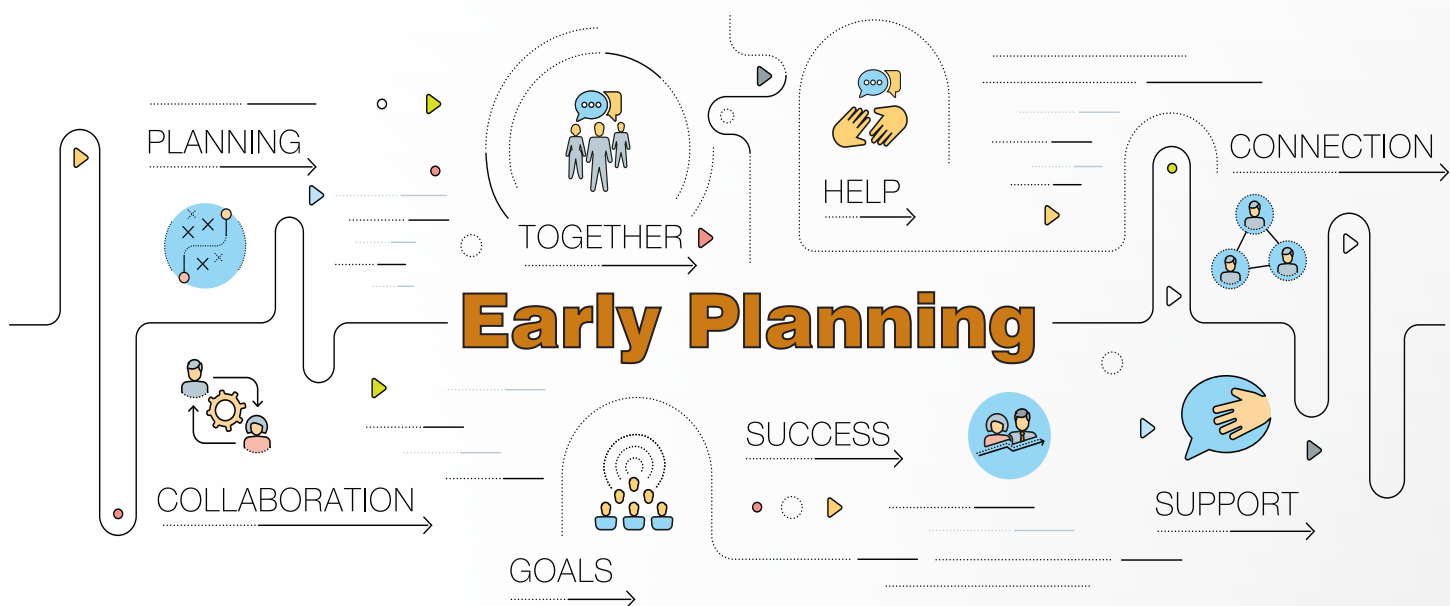 PLANNING
TOGETHER
HELP
CONNECTION
Early Planning
COLLABORATION
GOALS
SUCCESS
SUPPORT